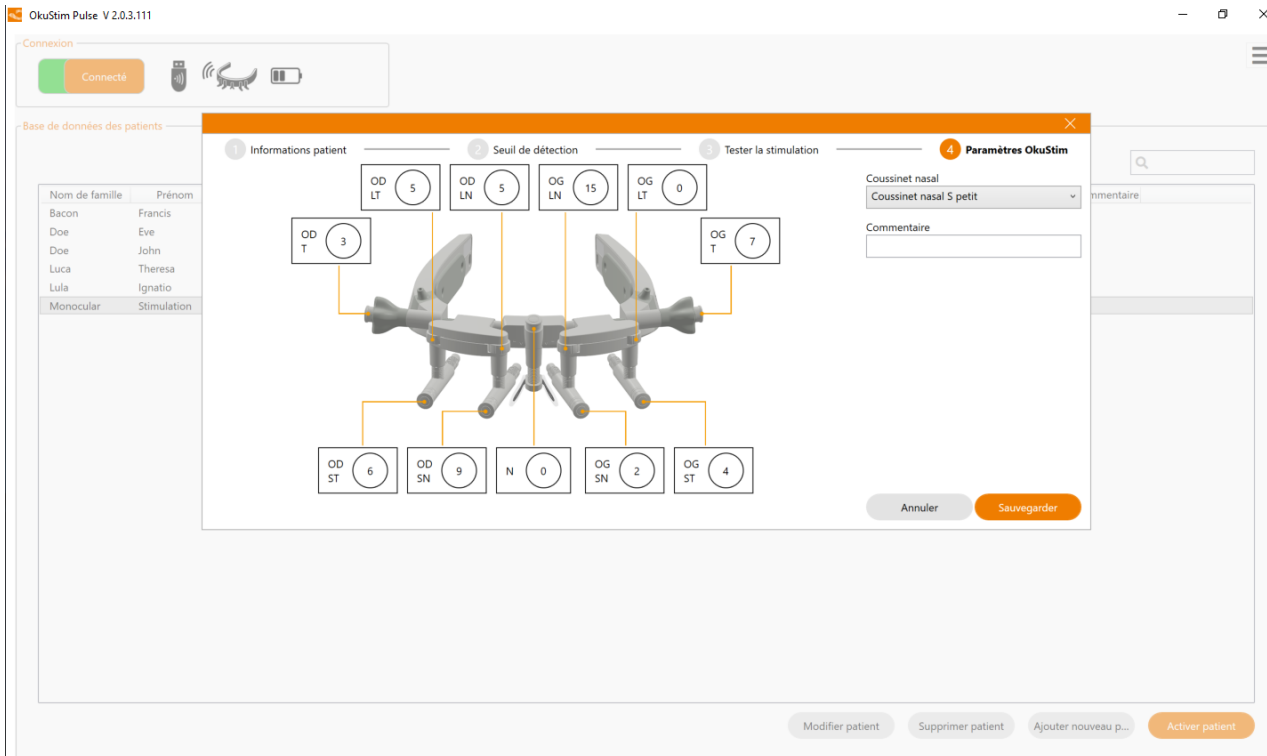 OkuStim Pulse V 2.0.3.111
Connexion
Connecté
Base de données des patients
1 Informations patient
2 Seuil de détection
3 Tester la stimulation
4 Paramètres OkuStim
Nom de famille Prénom
mmentaire
Bacon Francis
Doe Eve
Doe John
Luca Theresa
Lula Ignatio
Monocular Stimulation
OD LT 5
OD LN 5
OG LN 15
OG LT 0
OD T 3
OG T 7
OD ST 6
OD SN 9
N 0
OG SN 2
OG ST 4
Coussinet nasal
Coussinet nasal S petit
Commentaire
Annuler
Sauvegarder
Modifier patient
Supprimer patient
Ajouter nouveau p...
Activer patient